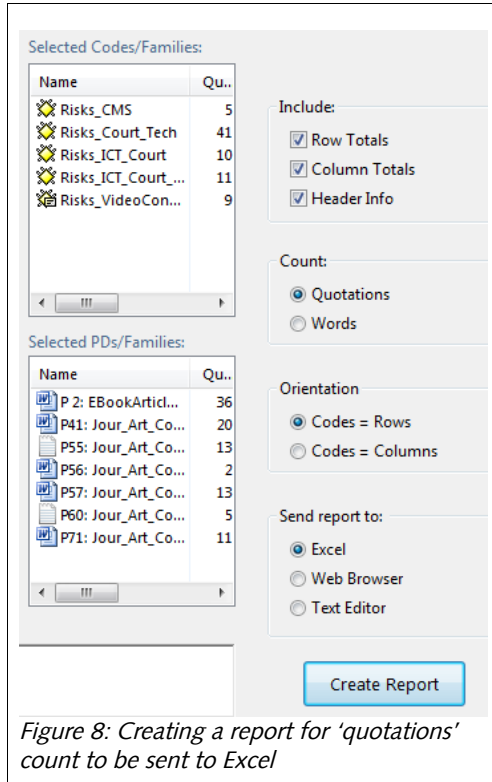 Selected Codes/Families:
Name Qu..
Risks_CMS 5
Risks_Court_Tech 41
Risks_ICT_Court 10
Risks_ICT_Court_... 11
Risks_VideoCon... 9
Selected PDs/Families:
Name Qu..
P 2: EBookArticl... 36
P41: Jour_Art_Co... 20
P55: Jour_Art_Co... 13
P56: Jour_Art_Co... 2
P57: Jour_Art_Co... 13
P60: Jour_Art_Co... 5
P71: Jour_Art_Co... 11
Include:
Row Totals
Column Totals
Header Info
Count:
Quotations
Words
Orientation
Codes = Rows
Codes = Columns
Send report to:
Excel
Web Browser
Text Editor
Create Report
Figure 8: Creating a report for ‘quotations’
count to be sent to Excel